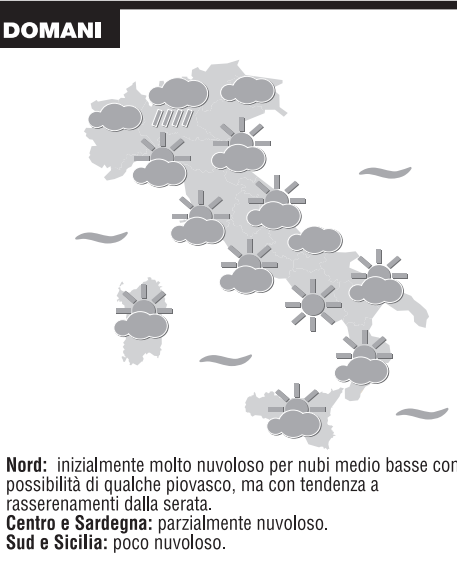 DOMANI
Nord: inizialmente molto nuvoloso per nubi medio basse con
possibilità di qualche piovasco, ma con tendenza a
rasserenamenti dalla serata.
Centro e Sardegna: parzialmente nuvoloso.
Sud e Sicilia: poco nuvoloso.